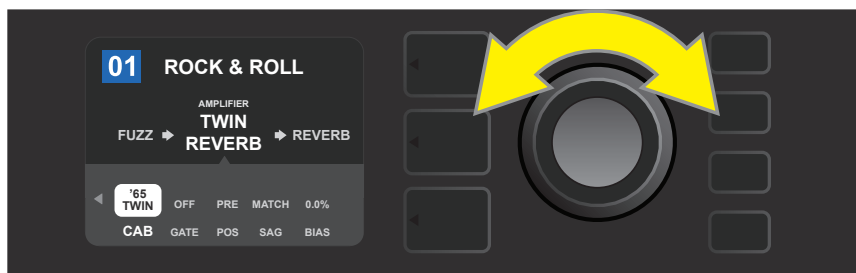 01 ROCK & ROLL
AMPLIFIER
FUZZ TWIN REVERB REVERB
’65 TWIN OFF PRE MATCH 0.0%
CAB GATE POS SAG BIAS